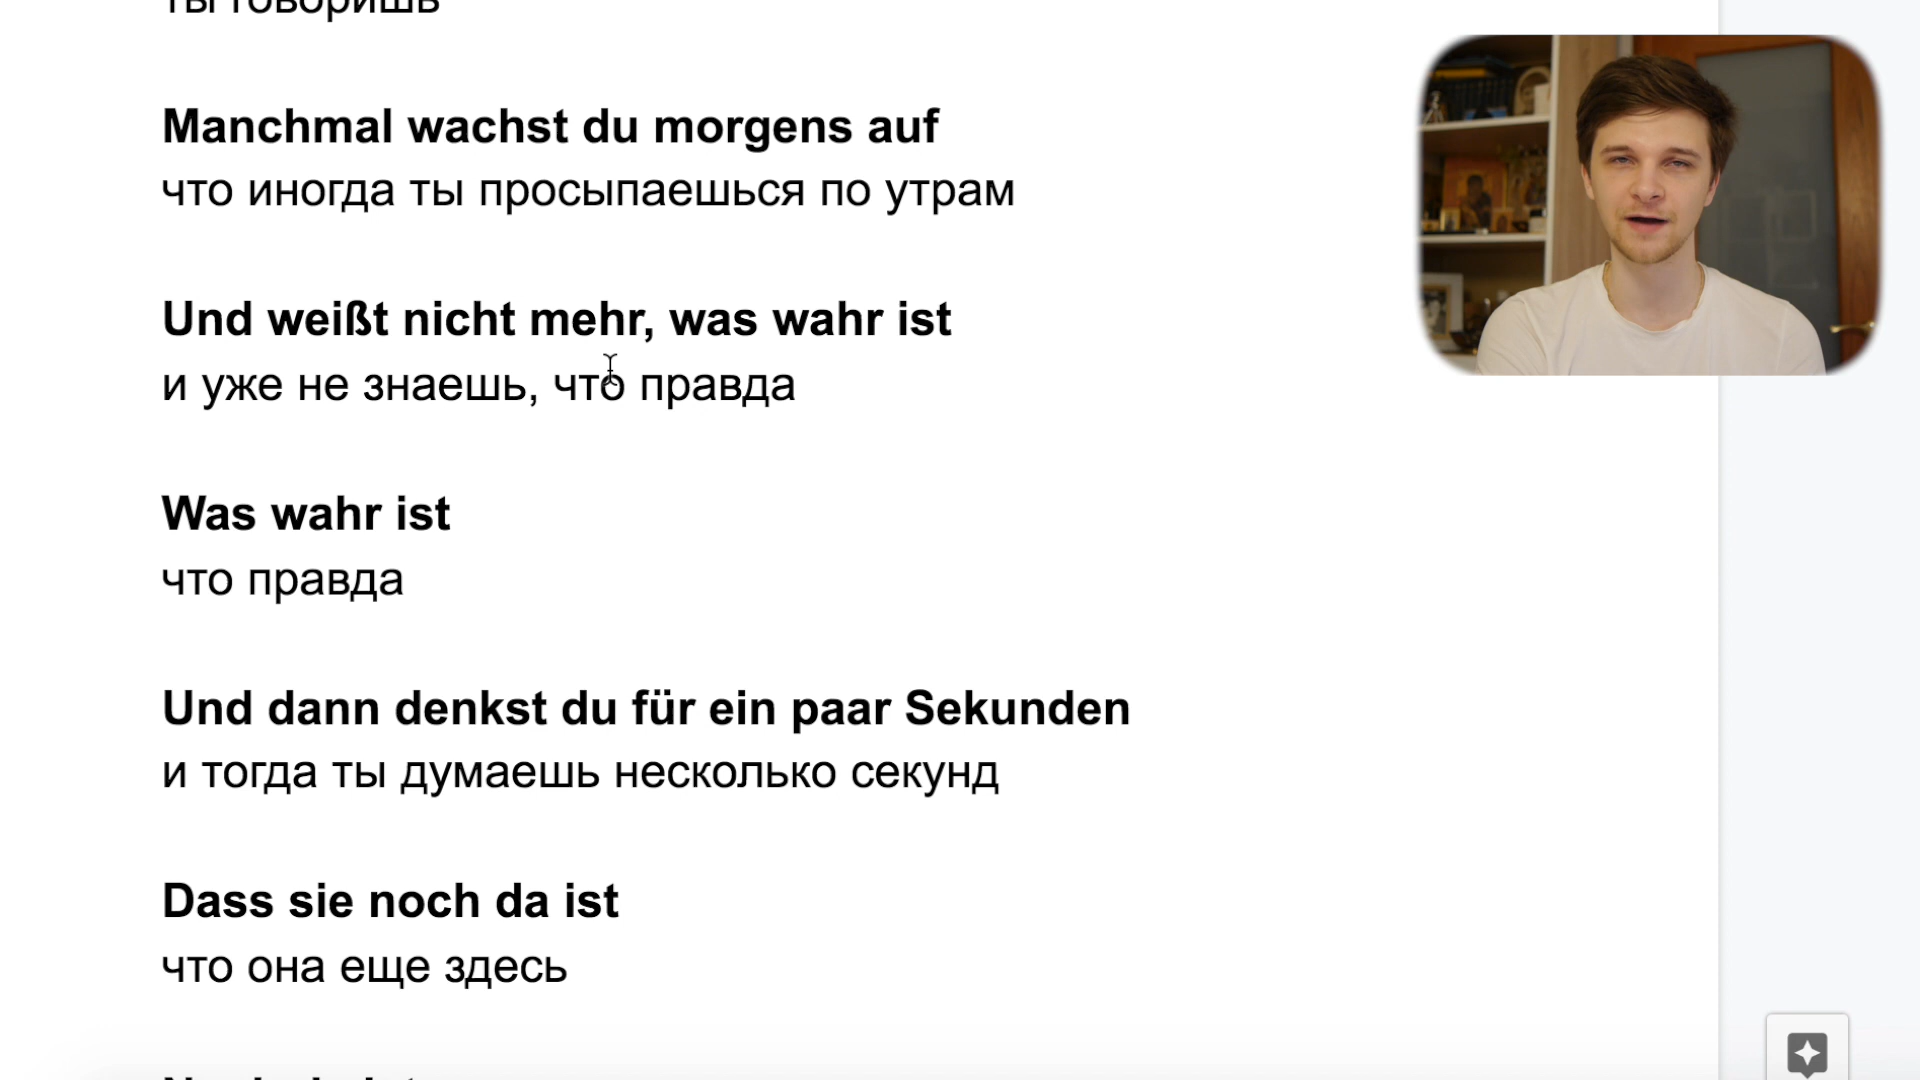 ты говоришь
Manchmal wachst du morgens auf
что иногда ты просыпаешься по утрам
Und weißt nicht mehr, was wahr ist
и уже не знаешь, что правда
Was wahr ist
что правда
Und dann denkst du für ein paar Sekunden
и тогда ты думаешь несколько секунд
Dass sie noch da ist
что она еще здесь